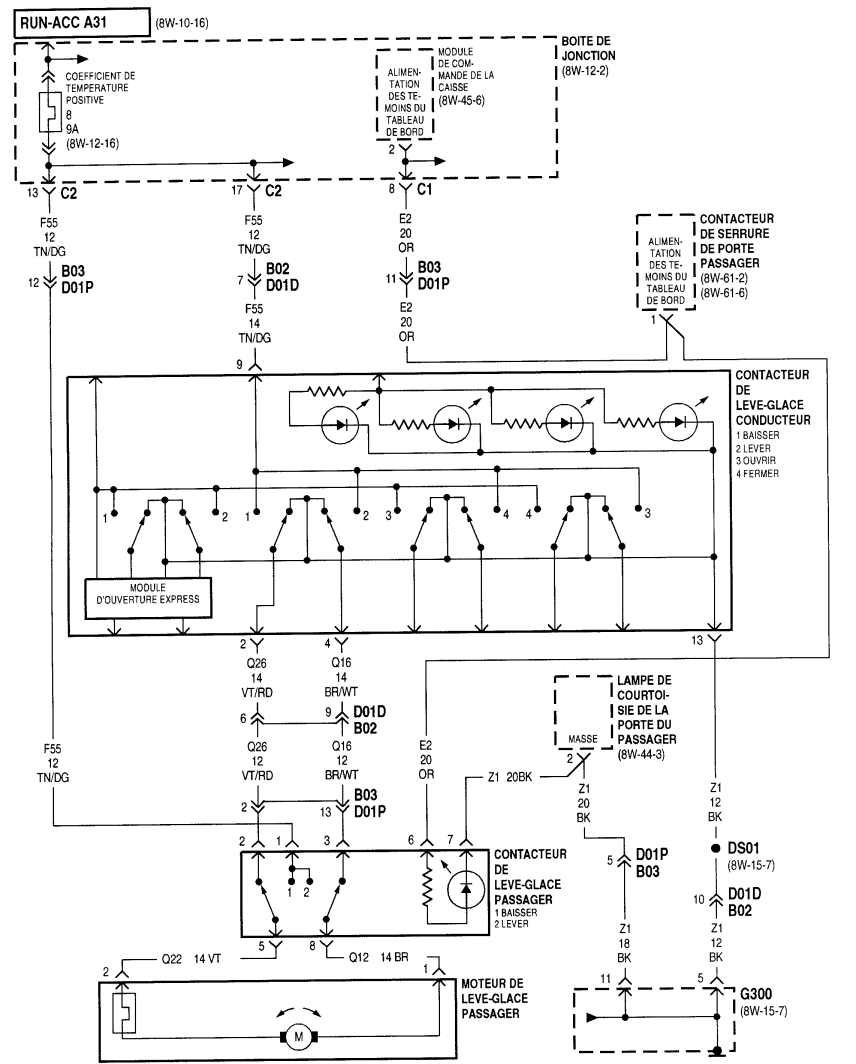 RUN-ACC A31
(8W-10-16)
BOITE DE
JONCTION
(8W-12-2)
COEFFICIENT DE
TEMPERATURE
POSITIVE
8
9A
(8W-12-16)
ALIMEN-
TATION
DES TE-
MOINS DU
TABLEAU
DE BORD
MODULE
DE COM-
MANDE DE LA
CAISSE
(8W-45-6)
2
13 C2
17 C2
8 C1
F55
12
TN/DG
F55
12
TN/DG
E2
20
OR
12 B03
D01P
7 B02
D01D
11 B03
D01P
F55
14
TN/DG
E2
20
OR
ALIMEN-
TATION
DES TE-
MOINS DU
TABLEAU
DE BORD
CONTACTEUR
DE SERRURE
DE PORTE
PASSAGER
(8W-61-2)
(8W-61-6)
1
9
CONTACTEUR
DE
LEVE-GLACE
CONDUCTEUR
1 BAISSER
2 LEVER
3 OUVRIR
4 FERMER
1 2 1 2 3 4 4 3
MODULE
D'OUVERTURE EXPRESS
2 4 13
Q26
14
VT/RD
Q16
14
BR/WT
6 9 D01D
B02
Q26
12
VT/RD
Q16
12
BR/WT
2 13 B03
D01P
F55
12
TN/DG
E2
20
OR
LAMPE DE
COURTOI-
SIE DE LA
PORTE DU
PASSAGER
(8W-44-3)
MASSE
2
Z1 20BK
Z1
20
BK
Z1
12
BK
DS01
(8W-15-7)
5 D01P
B03
10 D01D
B02
2 1 3 6 7
1 2
CONTACTEUR
DE
LEVE-GLACE
PASSAGER
1 BAISSER
2 LEVER
5 8
Z1
18
BK
Z1
12
BK
Q22 14 VT
Q12 14 BR
2 1
M
MOTEUR DE
LEVE-GLACE
PASSAGER
11 5
G300
(8W-15-7)